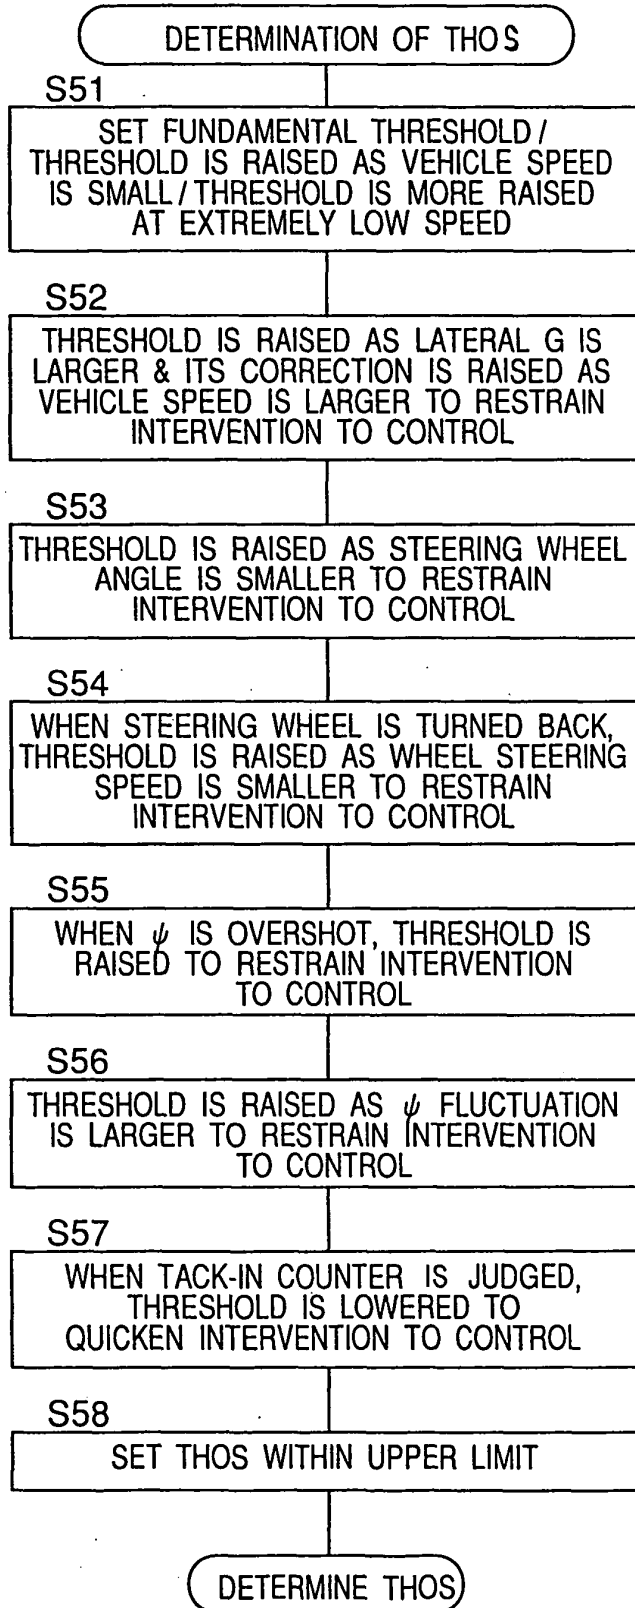 DETERMINATION OF THOS
S51
SET FUNDAMENTAL THRESHOLD/
THRESHOLD IS RAISED AS VEHICLE SPEED
IS SMALL/THRESHOLD IS MORE RAISED
AT EXTREMELY LOW SPEED
S52
THRESHOLD IS RAISED AS LATERAL G IS
LARGER & ITS CORRECTION IS RAISED AS
VEHICLE SPEED IS LARGER TO RESTRAIN
INTERVENTION TO CONTROL
S53
THRESHOLD IS RAISED AS STEERING WHEEL
ANGLE IS SMALLER TO RESTRAIN
INTERVENTION TO CONTROL
S54
WHEN STEERING WHEEL IS TURNED BACK,
THRESHOLD IS RAISED AS WHEEL STEERING
SPEED IS SMALLER TO RESTRAIN
INTERVENTION TO CONTROL
S55
WHEN ψ IS OVERSHOT, THRESHOLD IS
RAISED TO RESTRAIN INTERVENTION
TO CONTROL
S56
THRESHOLD IS RAISED AS ψ FLUCTUATION
IS LARGER TO RESTRAIN INTERVENTION
TO CONTROL
S57
WHEN TACK-IN COUNTER IS JUDGED,
THRESHOLD IS LOWERED TO
QUICKEN INTERVENTION TO CONTROL
S58
SET THOS WITHIN UPPER LIMIT
DETERMINE THOS